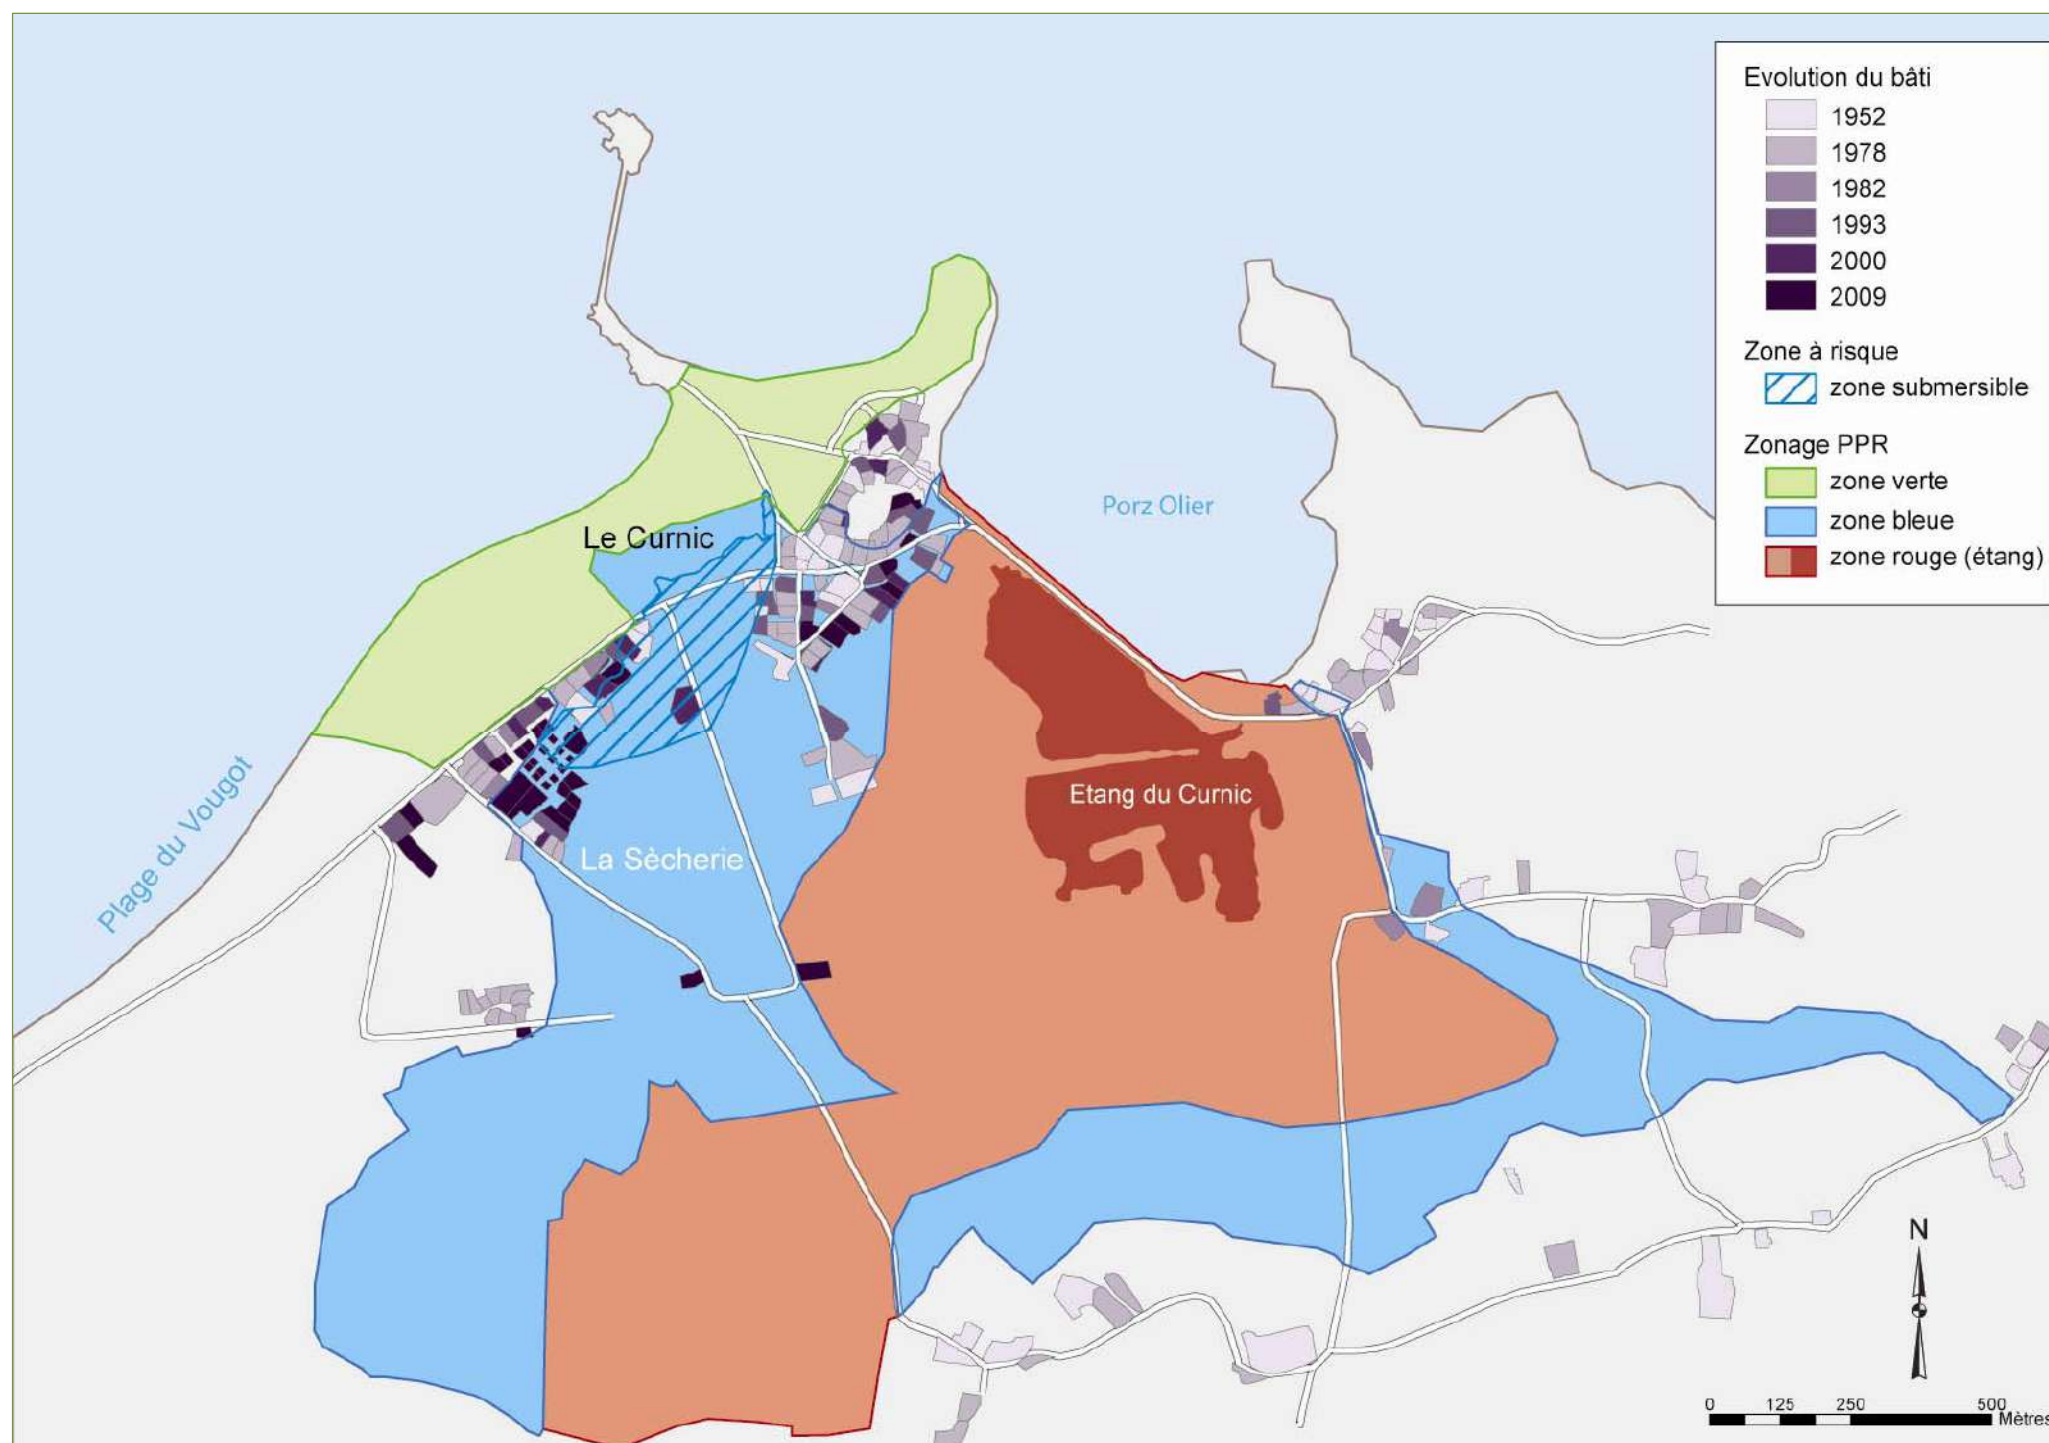 Evolution du bâti
1952
1978
1982
1993
2000
2009
Zone à risque
zone submersible
Zonage PPR
zone verte
zone bleue
zone rouge (étang)
Porz Olier
Le Curnic
Etang du Curnic
La Sècherie
Plage du Vougot
N
0 125 250 500
Mètres